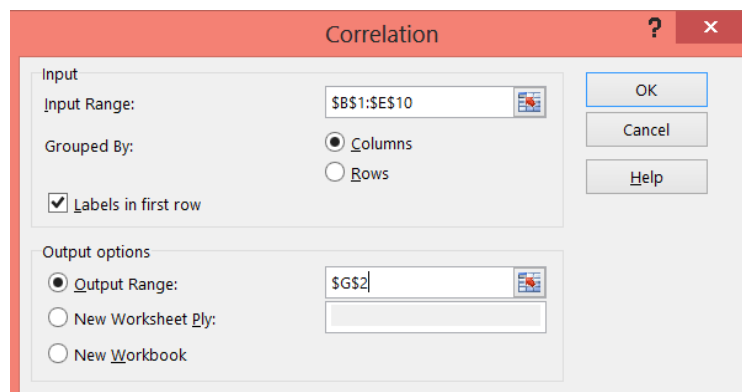 Correlation
?
×
Input
Input Range:
$B$1:$E$10
Grouped By:
Columns
Rows
Labels in first row
OK
Cancel
Help
Output options
Output Range:
$G$2
New Worksheet Ply:
New Workbook